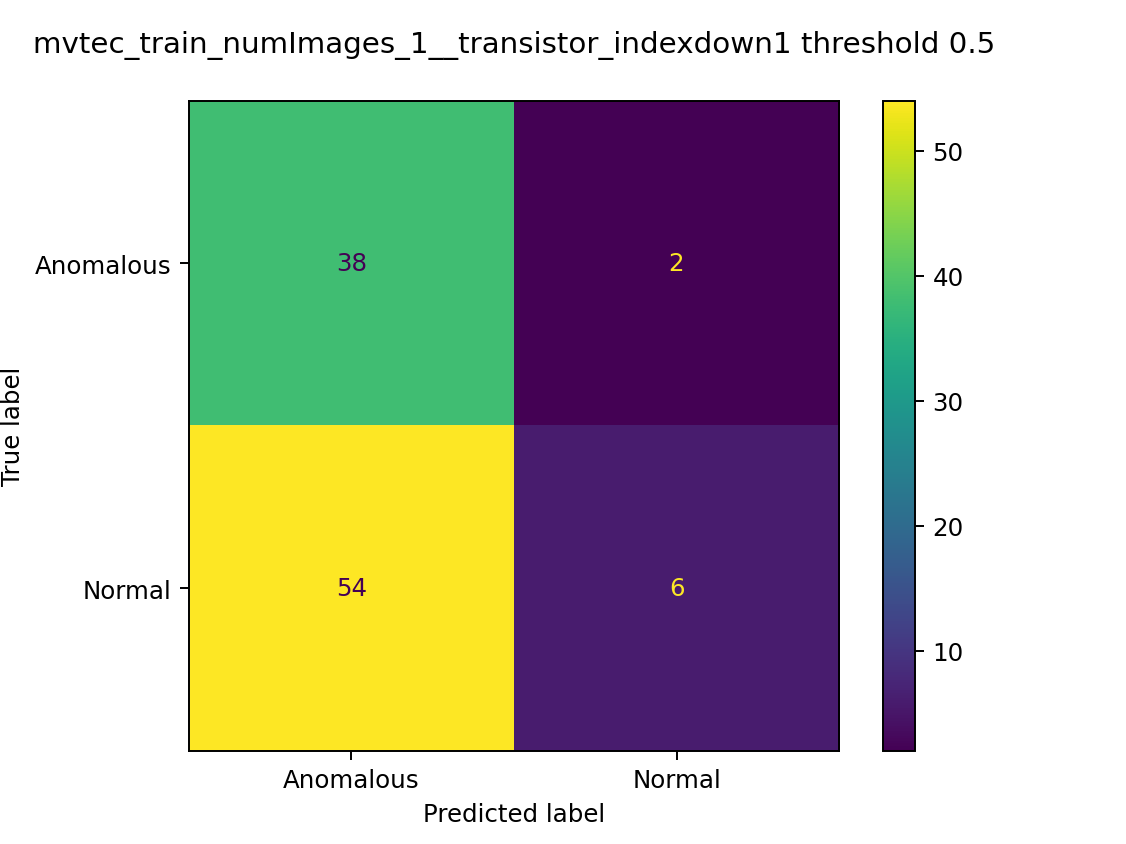 mvtec_train_numImages_1__transistor_indexdown1 threshold 0.5
50
40
30
20
10
True label
Anomalous
38
2
Normal
54
6
Anomalous
Normal
Predicted label